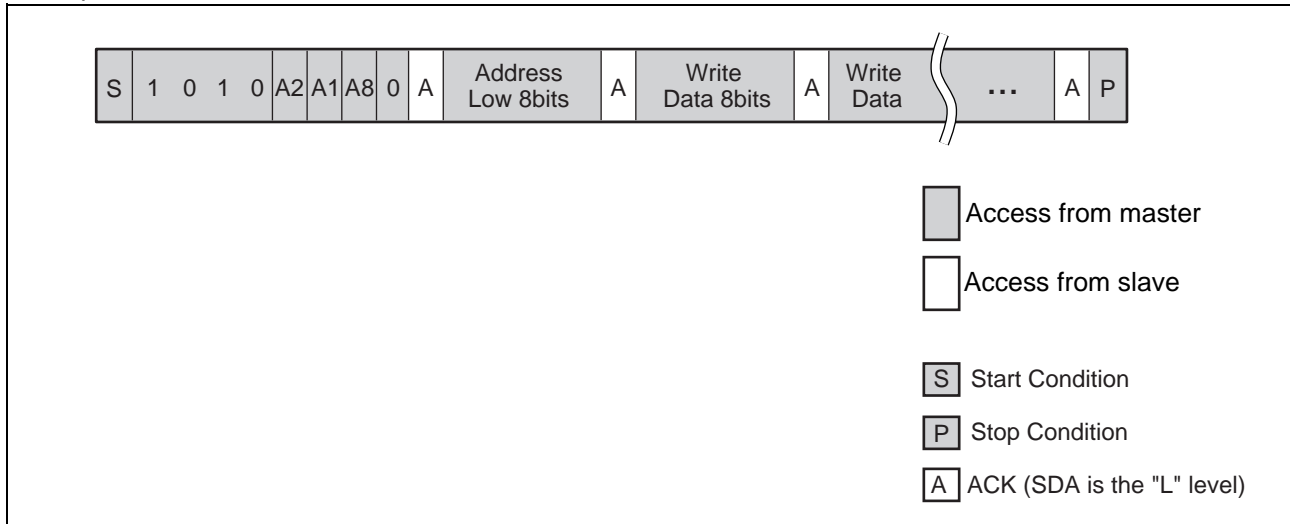 S 1 0 1 0 A2 A1 A8 0 A Address Low 8bits A Write Data 8bits A Write Data ... A P
Access from master
Access from slave
S Start Condition
P Stop Condition
A ACK (SDA is the "L" level)